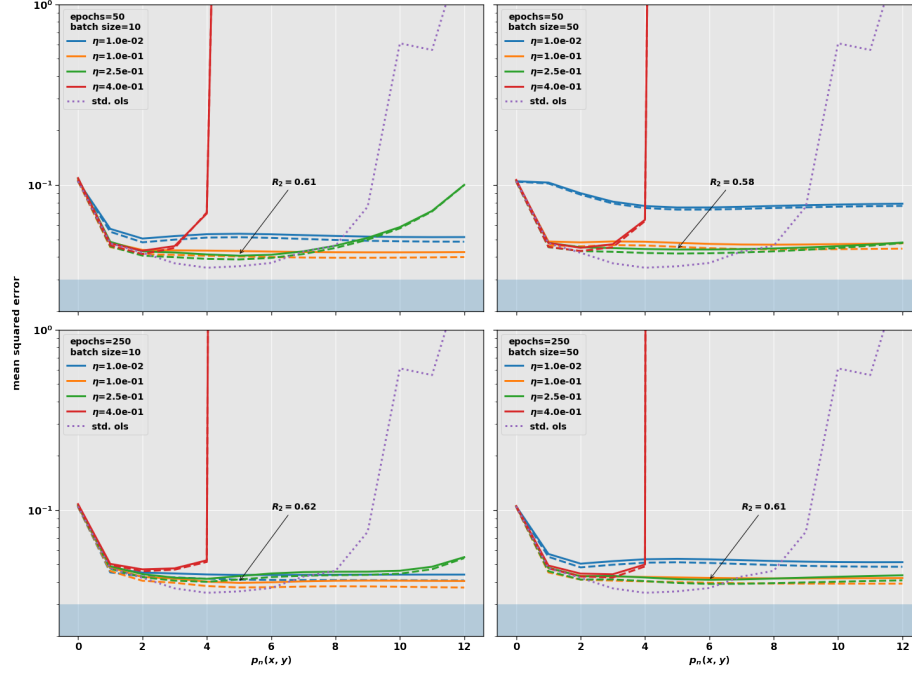 mean squared error
10⁰
10⁻¹
epochs=50
batch size=10
η=1.0e-02
η=1.0e-01
η=2.5e-01
η=4.0e-01
std. ols
R₂ = 0.61
epochs=50
batch size=50
η=1.0e-02
η=1.0e-01
η=2.5e-01
η=4.0e-01
std. ols
R₂ = 0.58
10⁰
10⁻¹
epochs=250
batch size=10
η=1.0e-02
η=1.0e-01
η=2.5e-01
η=4.0e-01
std. ols
R₂ = 0.62
0 2 4 6 8 10 12
pₙ(x, y)
epochs=250
batch size=50
η=1.0e-02
η=1.0e-01
η=2.5e-01
η=4.0e-01
std. ols
R₂ = 0.61
0 2 4 6 8 10 12
pₙ(x, y)